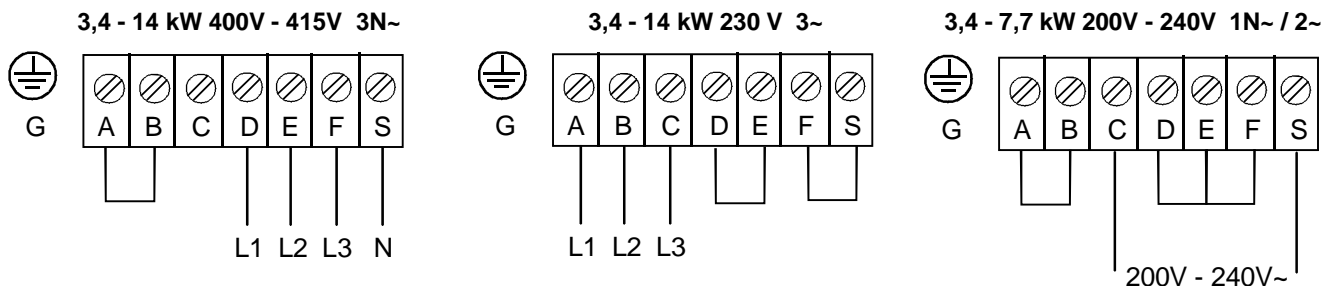 3,4 - 14 kW 400V - 415V 3N~
G
A B C D E F S
L1 L2 L3 N
3,4 - 14 kW 230 V 3~
G
A B C D E F S
L1 L2 L3
3,4 - 7,7 kW 200V - 240V 1N~ / 2~
G
A B C D E F S
200V - 240V~